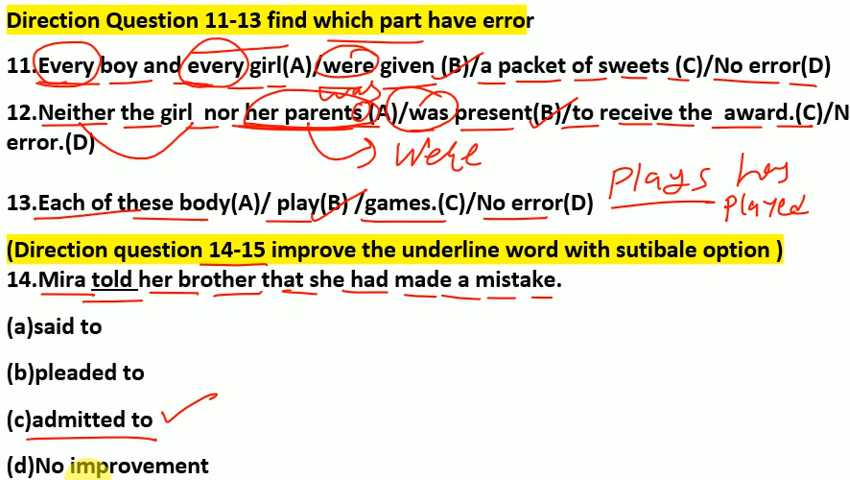 Direction Question 11-13 find which part have error
11.Every boy and every girl(A)/were given (B)/a packet of sweets (C)/No error(D)
was
12.Neither the girl nor her parents (A)/was present(B)/to receive the award.(C)/N
error.(D)
were
plays has
played
13.Each of these body(A)/ play(B) /games.(C)/No error(D)
(Direction question 14-15 improve the underline word with sutibale option )
14.Mira told her brother that she had made a mistake.
(a)said to
(b)pleaded to
(c)admitted to
(d)No improvement